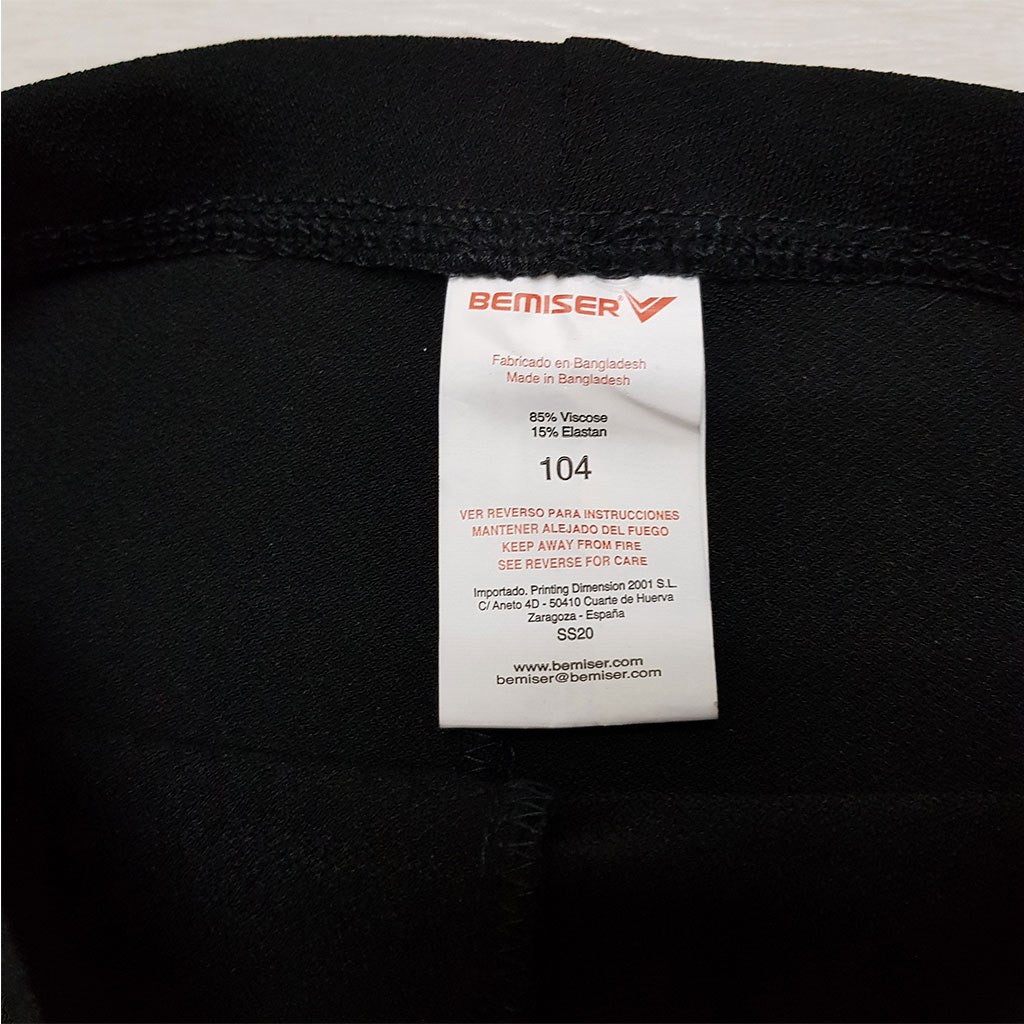 BEMISER®
Fabricado en Bangladesh
Made in Bangladesh
85% Viscose
15% Elastan
104
VER REVERSO PARA INSTRUCCIONES
MANTENER ALEJADO DEL FUEGO
KEEP AWAY FROM FIRE
SEE REVERSE FOR CARE
Importado. Printing Dimension 2001 S.L.
C/ Aneto 4D - 50410 Cuarte de Huerva
Zaragoza - España
SS20
www.bemiser.com
bemiser@bemiser.com